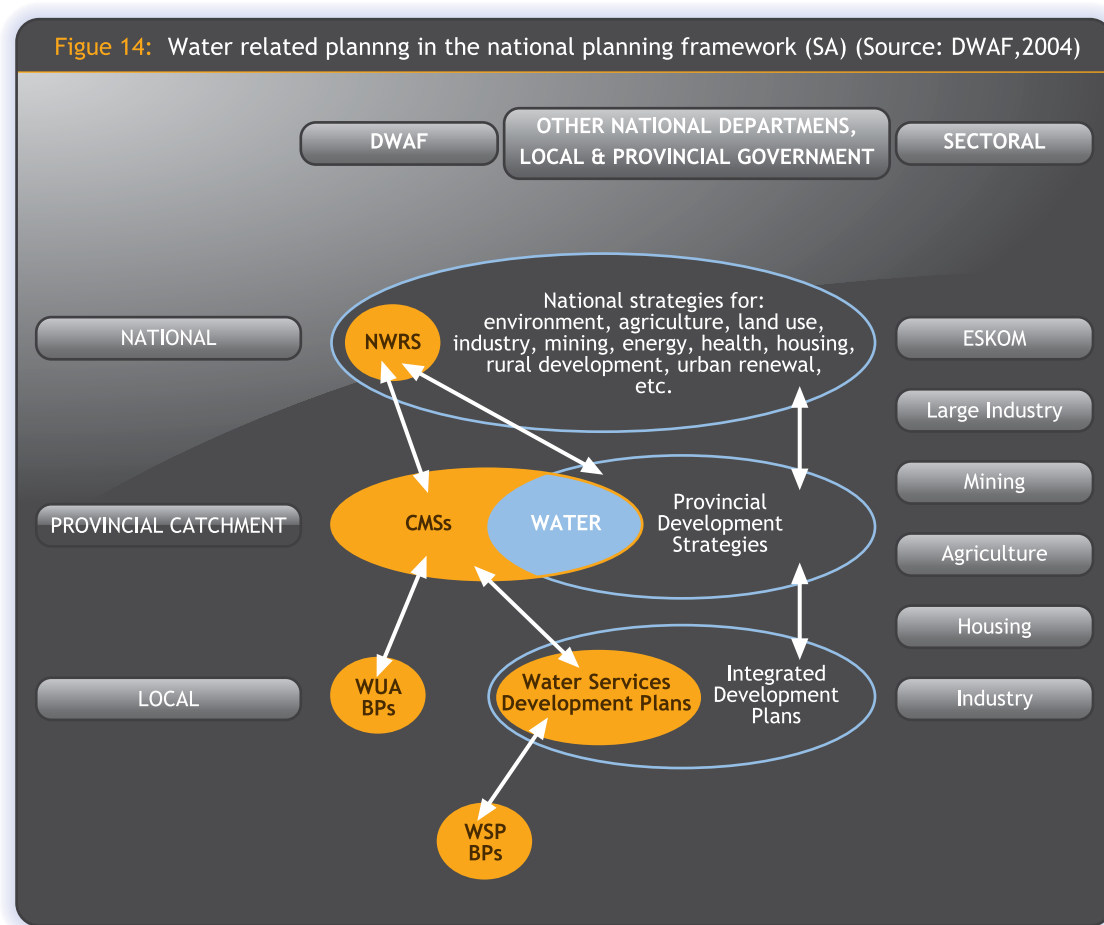 Figue 14: Water related plannng in the national planning framework (SA) (Source: DWAF,2004)
DWAF
OTHER NATIONAL DEPARTMENS,
LOCAL & PROVINCIAL GOVERNMENT
SECTORAL
NATIONAL
NWRS
National strategies for:
environment, agriculture, land use,
industry, mining, energy, health, housing,
rural development, urban renewal,
etc.
ESKOM
Large Industry
Mining
PROVINCIAL CATCHMENT
CMSs
WATER
Provincial
Development
Strategies
Agriculture
Housing
LOCAL
WUA
BPs
Water Services
Development Plans
Integrated
Development
Plans
Industry
WSP
BPs